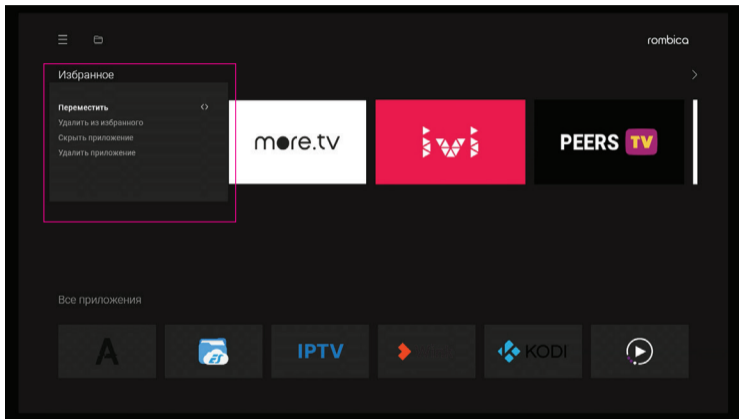 rombica
Избранное
Переместить
Удалить из избранного
Скрыть приложение
Удалить приложение
more.tv
ivi
PEERS TV
Все приложения
A
ES
IPTV
KODI